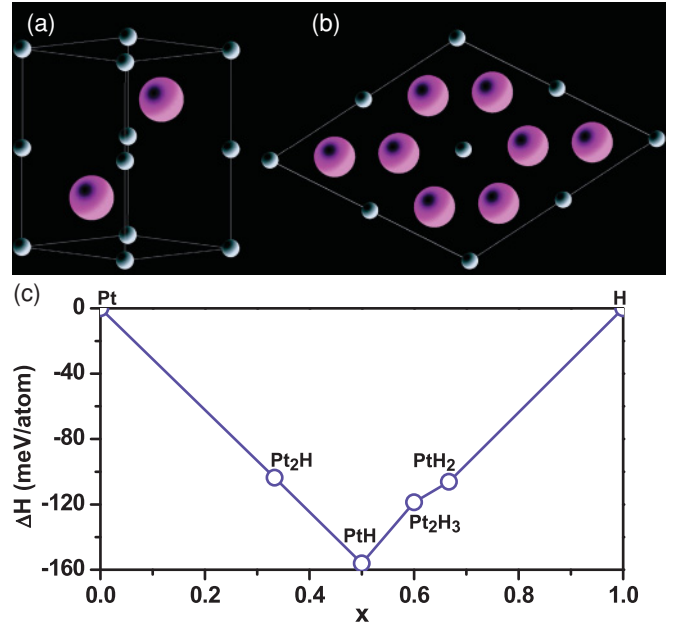 (a)
(b)
(c)
Pt
H
0
-40
-80
-120
-160
ΔH (meV/atom)
Pt₂H
PtH₂
Pt₂H₃
PtH
0.0
0.2
0.4
0.6
0.8
1.0
x